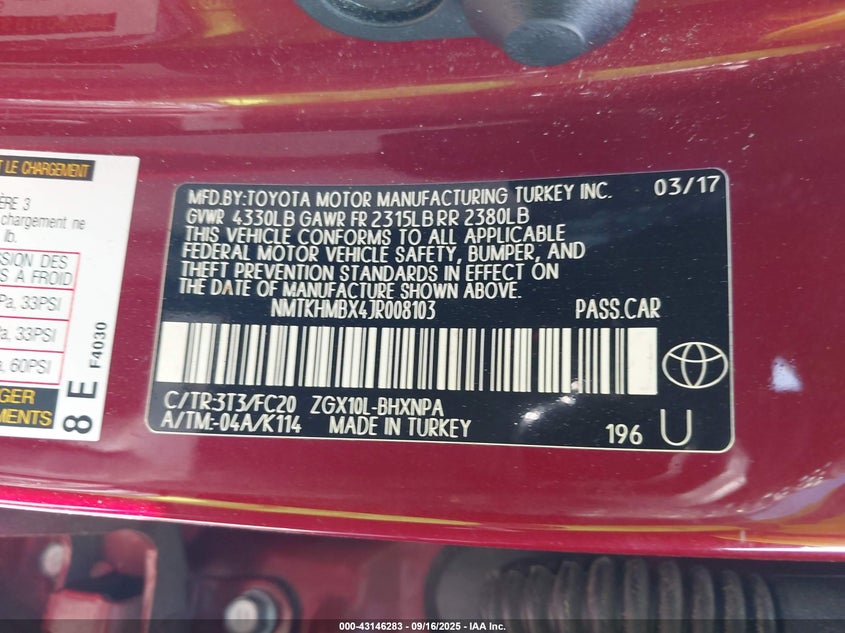 T LE CHARGEMENT
ÈRE 3
chargement ne
lb.
SSION DES
S À FROID
Pa, 33PSI
a, 33PSI
a, 60PSI
GER
EMENTS
8 E F4030
MFD.BY:TOYOTA MOTOR MANUFACTURING TURKEY INC. 03/17
GVWR 4330LB GAWR FR 2315LB RR 2380LB
THIS VEHICLE CONFORMS TO ALL APPLICABLE
FEDERAL MOTOR VEHICLE SAFETY, BUMPER, AND
THEFT PREVENTION STANDARDS IN EFFECT ON
THE DATE OF MANUFACTURE SHOWN ABOVE.
NMTKHMBX4JR008103 PASS.CAR
C/TR-3T3/FC20 ZGX10L-BHXNPA
A/TM-04A/K114 MADE IN TURKEY 196 U
000-43146283 - 09/16/2025 - IAA Inc.